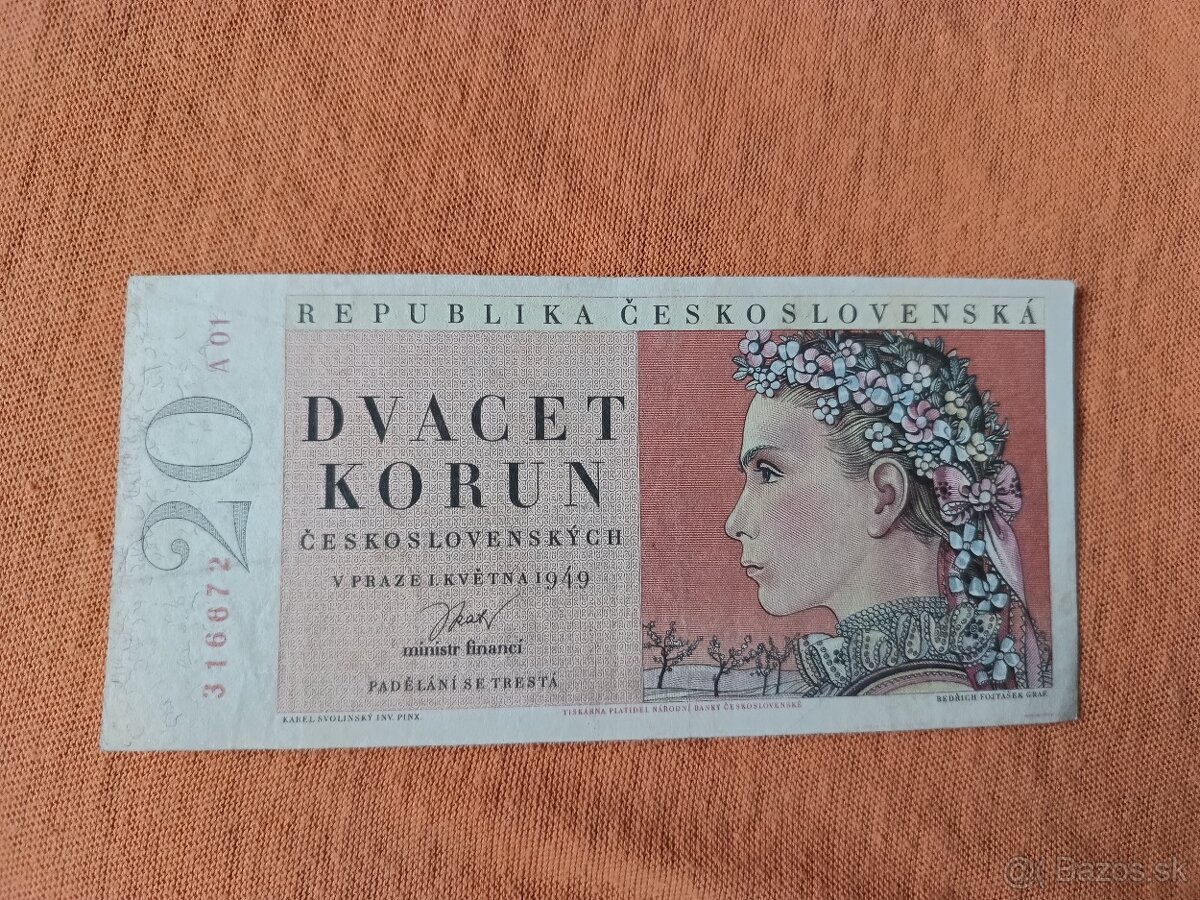 REPUBLIKA ČESKOSLOVENSKÁ
A 01
20
316672
DVACET
KORUN
ČESKOSLOVENSKÝCH
V PRAZE 1. KVĚTNA 1949
ministr financí
PADĚLÁNÍ SE TRESTÁ
KAREL SVOLINSKÝ INV. PINX.
TISKÁRNA PLATIDEL NÁRODNÍ BANKY ČESKOSLOVENSKÉ
BEDŘICH FOJTAŠEK GRAF.
Bazos.sk